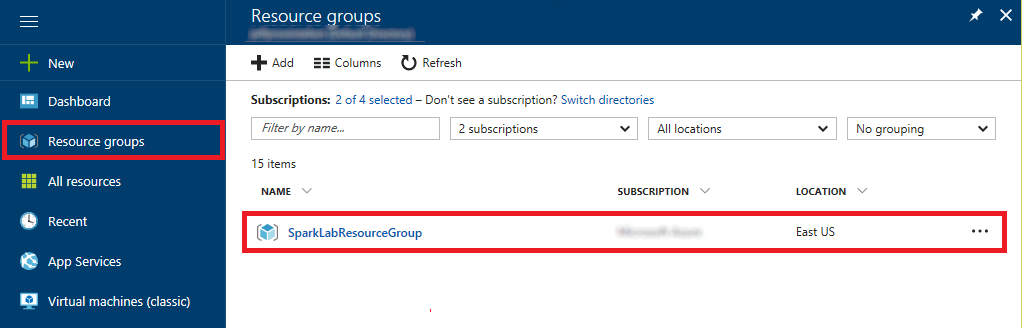 Resource groups
New
Dashboard
Resource groups
All resources
Recent
App Services
Virtual machines (classic)
Add Columns Refresh
Subscriptions: 2 of 4 selected – Don't see a subscription? Switch directories
Filter by name... 2 subscriptions All locations No grouping
15 items
NAME SUBSCRIPTION LOCATION
SparkLabResourceGroup East US